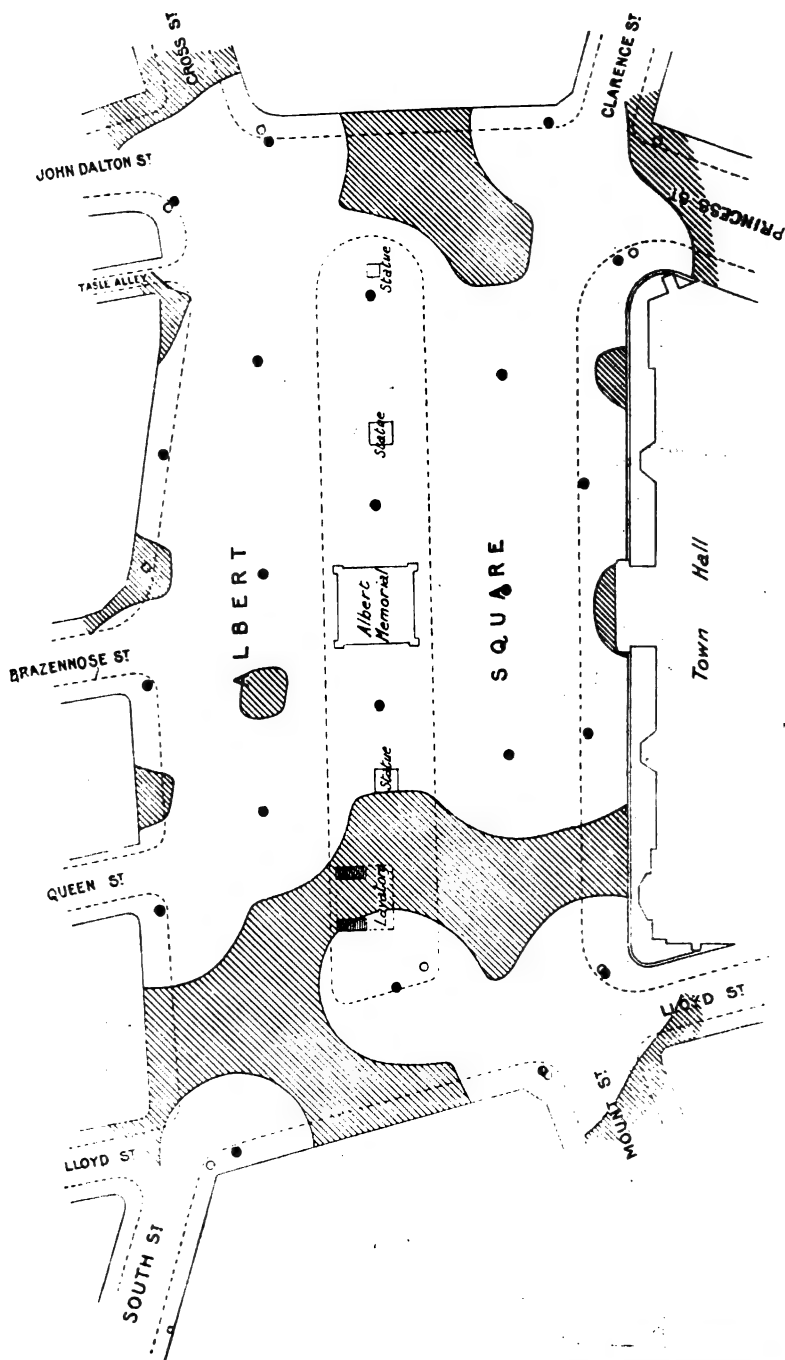 CROSS ST
CLARENCE ST
JOHN DALTON ST
PRINCESS ST
TASLE ALLEY
Statue
Statue
ALBERT
SQUARE
Albert
Memorial
Town Hall
BRAZENNOSE ST
Statue
QUEEN ST
Lavatory
LLOYD ST
MOUNT ST
LLOYD ST
SOUTH ST